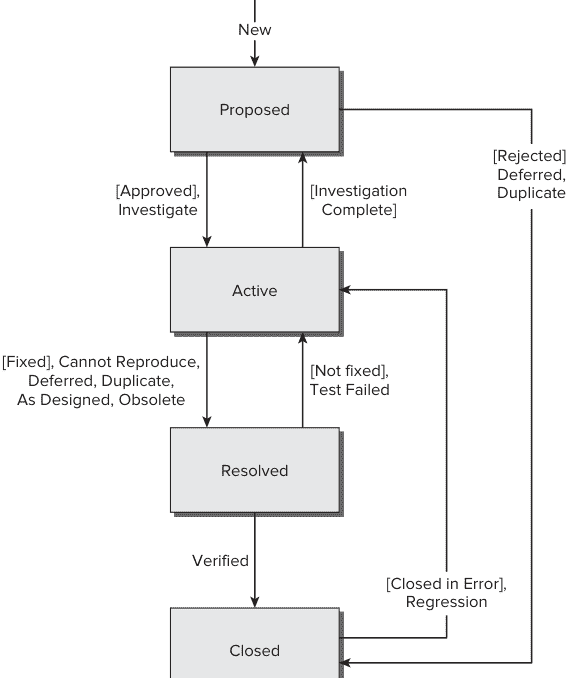 New
Proposed
[Rejected]
Deferred,
Duplicate
[Approved],
Investigate
[Investigation
Complete]
Active
[Fixed], Cannot Reproduce,
Deferred, Duplicate,
As Designed, Obsolete
[Not fixed],
Test Failed
Resolved
Verified
[Closed in Error],
Regression
Closed